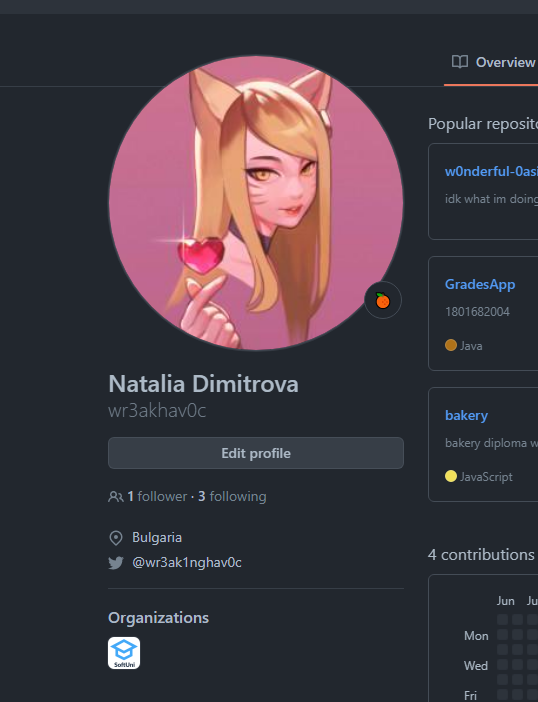 Overview
Popular reposito
w0nderful-0asi
idk what im doing
GradesApp
1801682004
Java
bakery
bakery diploma w
JavaScript
Natalia Dimitrova
wr3akhav0c
Edit profile
1 follower · 3 following
Bulgaria
@wr3ak1nghav0c
Organizations
SoftUni
4 contributions
Jun Ju
Mon
Wed
Fri